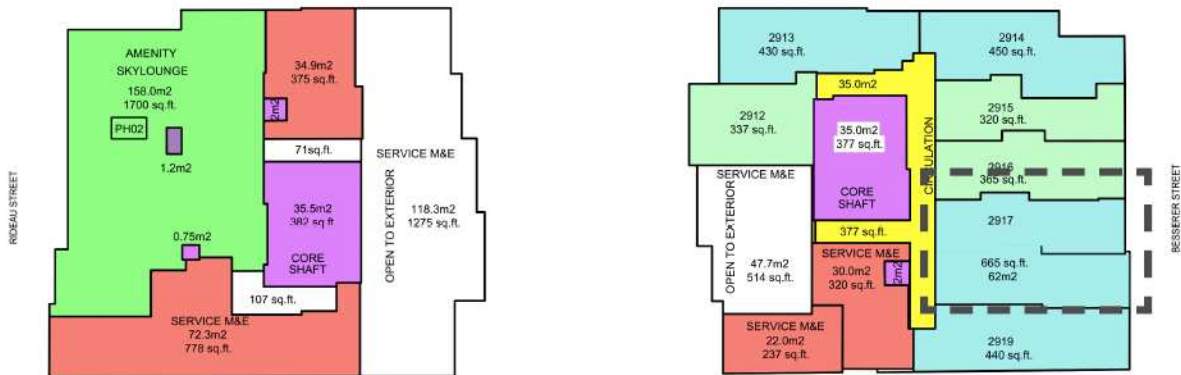 RIDEAU STREET
AMENITY
SKYLOUNGE
158.0m2
1700 sq.ft.
PH02
1.2m2
0.75m2
34.9m2
375 sq.ft.
2m2
71sq.ft.
35.5m2
382 sq.ft
CORE
SHAFT
107 sq.ft.
SERVICE M&E
72.3m2
778 sq.ft.
SERVICE M&E
OPEN TO EXTERIOR
118.3m2
1275 sq.ft.
2913
430 sq.ft.
2914
450 sq.ft.
35.0m2
2912
337 sq.ft.
35.0m2
377 sq.ft.
CORE
SHAFT
CIRCULATION
2915
320 sq.ft.
2916
365 sq.ft.
2917
665 sq.ft.
62m2
BESSERER STREET
SERVICE M&E
OPEN TO EXTERIOR
47.7m2
514 sq.ft.
377 sq.ft.
SERVICE M&E
30.0m2
320 sq.ft.
2m2
SERVICE M&E
22.0m2
237 sq.ft.
2919
440 sq.ft.